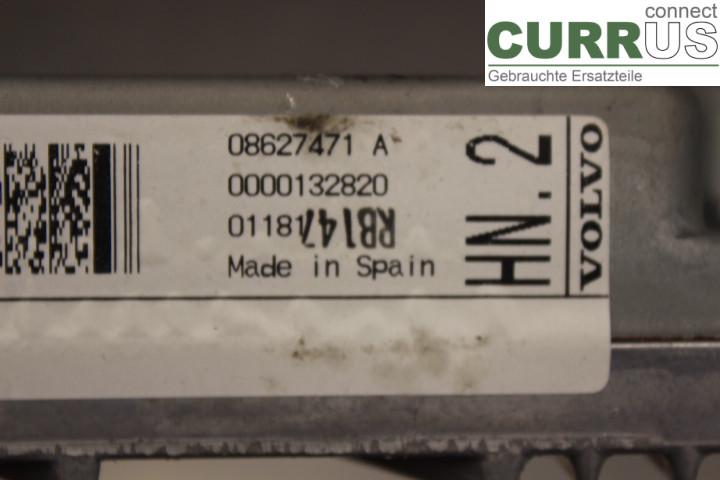 connect
CURRUS
Gebrauchte Ersatzteile
08627471 A
0000132820
01181
RB147
Made in Spain
HN.2
VOLVO